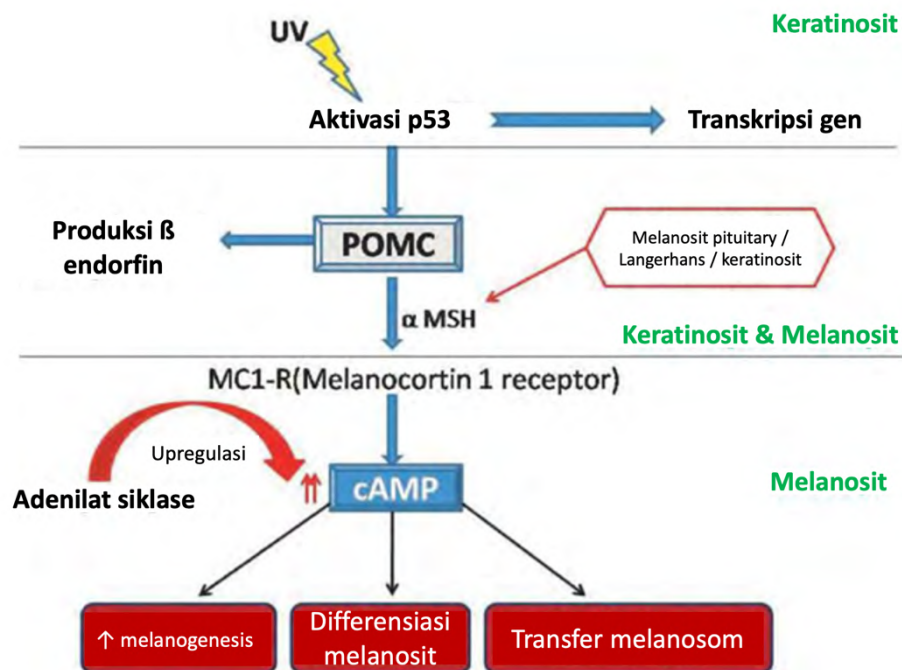 Keratinosit
UV
Aktivasi p53
Transkripsi gen
Produksi ß
endorfin
POMC
Melanosit pituitary /
Langerhans / keratinosit
α MSH
Keratinosit & Melanosit
MC1-R(Melanocortin 1 receptor)
Upregulasi
Adenilat siklase
cAMP
Melanosit
↑ melanogenesis
Differensiasi
melanosit
Transfer melanosom